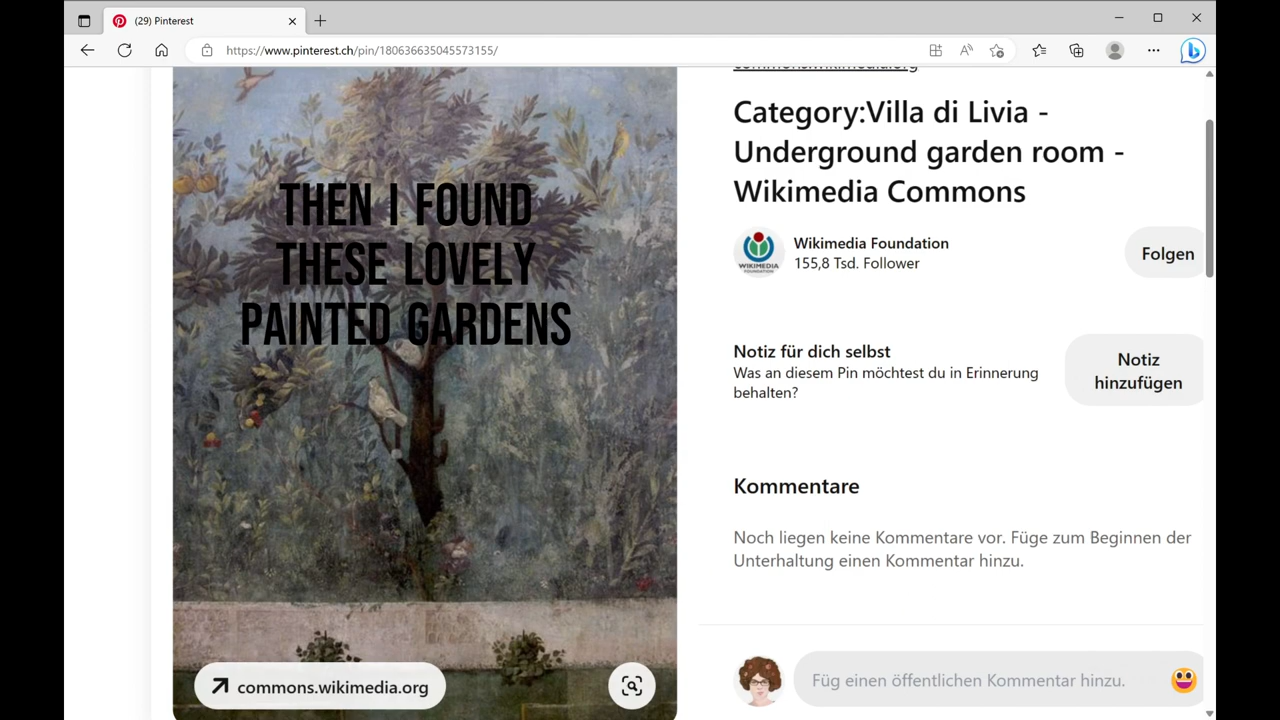 (29) Pinterest
https://www.pinterest.ch/pin/180636635045573155/
commons.wikimedia.org
Category:Villa di Livia -
Underground garden room -
Wikimedia Commons
WIKIMEDIA
FOUNDATION
Wikimedia Foundation
155,8 Tsd. Follower
Folgen
THEN I FOUND
THESE LOVELY
PAINTED GARDENS
Notiz für dich selbst
Was an diesem Pin möchtest du in Erinnerung
behalten?
Notiz
hinzufügen
Kommentare
Noch liegen keine Kommentare vor. Füge zum Beginnen der
Unterhaltung einen Kommentar hinzu.
commons.wikimedia.org
Füg einen öffentlichen Kommentar hinzu.